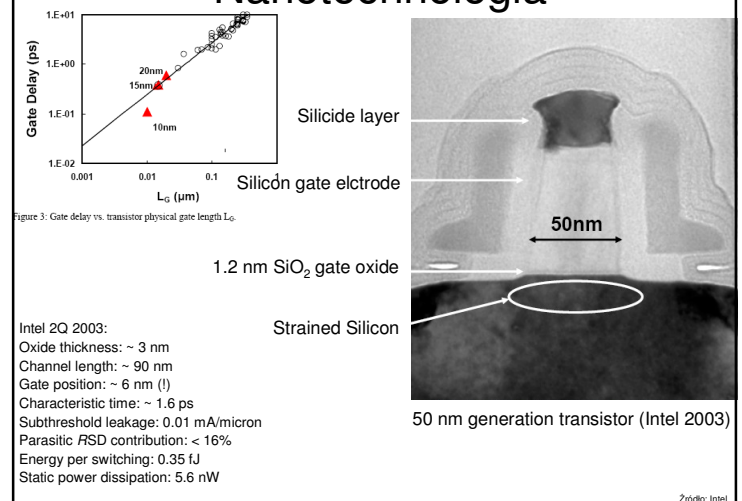 Nanotechnologia
1.E+01
1.E+00
1.E-01
1.E-02
Gate Delay (ps)
20nm
15nm
10nm
0.001 0.01 0.1 1
L_G (µm)
Figure 3: Gate delay vs. transistor physical gate length L_G.
Silicide layer
Silicon gate elctrode
50nm
1.2 nm SiO₂ gate oxide
Strained Silicon
Intel 2Q 2003:
Oxide thickness: ~ 3 nm
Channel length: ~ 90 nm
Gate position: ~ 6 nm (!)
Characteristic time: ~ 1.6 ps
Subthreshold leakage: 0.01 mA/micron
Parasitic RSD contribution: < 16%
Energy per switching: 0.35 fJ
Static power dissipation: 5.6 nW
50 nm generation transistor (Intel 2003)
Źródło: Intel